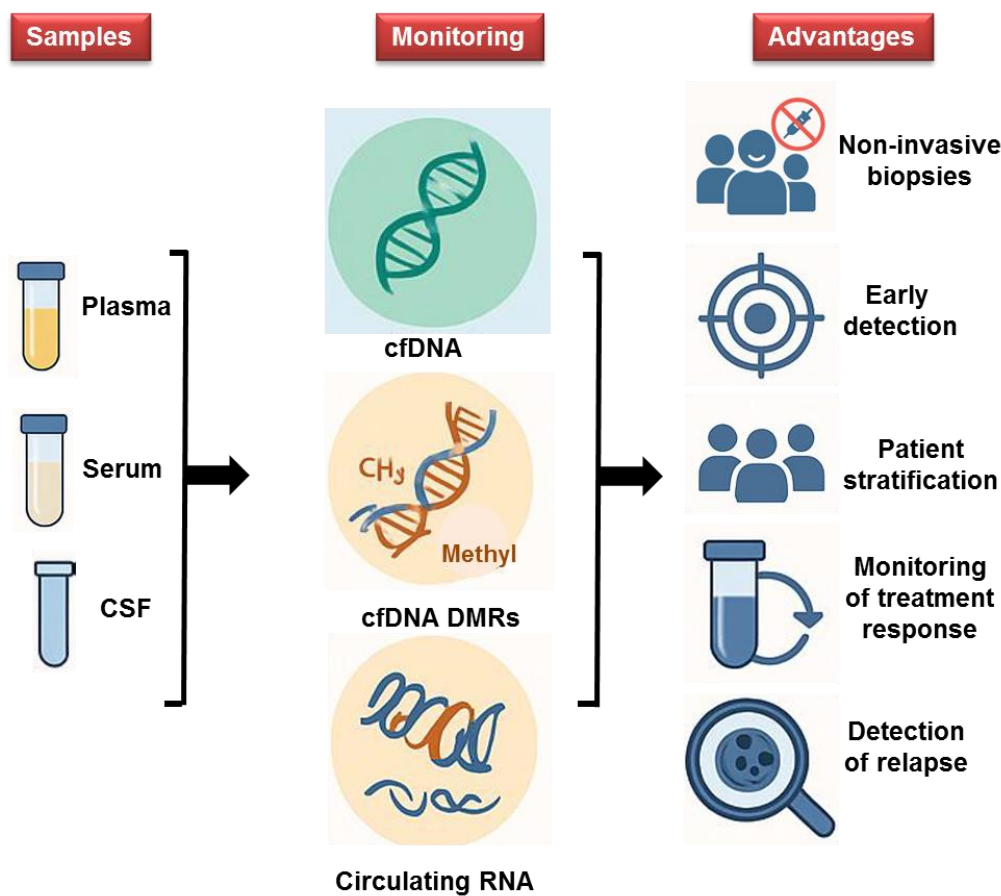 Samples
Monitoring
Advantages
Plasma
Serum
CSF
cfDNA
CH3
Methyl
cfDNA DMRs
Circulating RNA
Non-invasive
biopsies
Early
detection
Patient
stratification
Monitoring
of treatment
response
Detection
of relapse